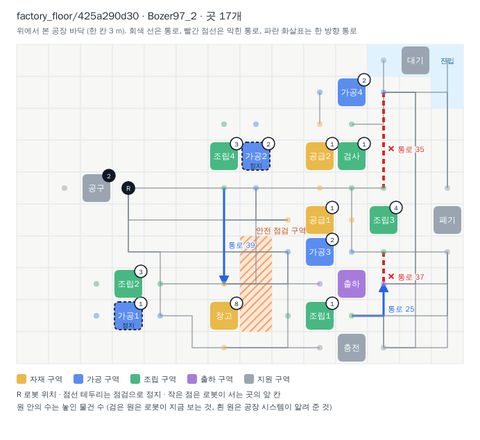 factory_floor/425a290d30 · Bozer97_2 · 곳 17개
위에서 본 공장 바닥 (한 칸 3 m). 회색 선은 통로, 빨간 점선은 막힌 통로, 파란 화살표는 한 방향 통로
대기
진입
가공4
2
✕ 통로 35
조립4
3
가공2
2
정지
공급2
1
검사
1
공구
2
R
공급1
1
조립3
4
폐기
안전 점검 구역
통로 39
가공3
2
조립2
3
출하
✕ 통로 37
가공1
1
정지
창고
8
조립1
1
통로 25
충전
자재 구역
가공 구역
조립 구역
출하 구역
지원 구역
R 로봇 위치 · 점선 테두리는 점검으로 정지 · 작은 점은 로봇이 서는 곳의 앞 칸
원 안의 수는 놓인 물건 수 (검은 원은 로봇이 지금 보는 것, 흰 원은 공장 시스템이 알려 준 것)